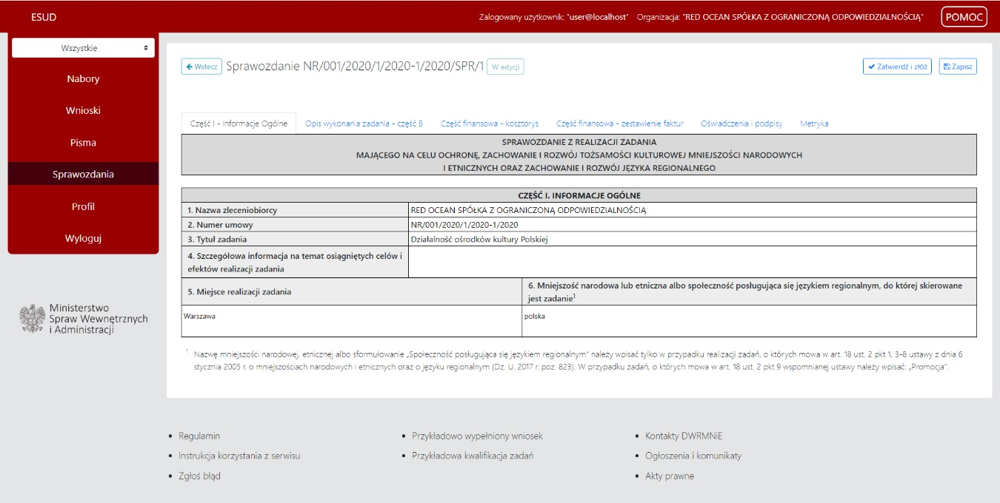 ESUD
Zalogowany użytkownik: "user@localhost" Organizacja: "RED OCEAN SPÓŁKA Z OGRANICZONĄ ODPOWIEDZIALNOŚCIĄ"
POMOC
Wszystkie
Nabory
Wnioski
Pisma
Sprawozdania
Profil
Wyloguj
Ministerstwo
Spraw Wewnętrznych
i Administracji
Wstecz Sprawozdanie NR/001/2020/1/2020-1/2020/SPR/1 W edycji
Zatwierdź i złóż Zapisz
Część I - Informacje Ogólne Opis wykonania zadania - część B Część finansowa - kosztorys Część finansowa - zestawienie faktur Oświadczenia i podpisy Metryka
SPRAWOZDANIE Z REALIZACJI ZADANIA
MAJĄCEGO NA CELU OCHRONĘ, ZACHOWANIE I ROZWÓJ TOŻSAMOŚCI KULTUROWEJ MNIEJSZOŚCI NARODOWYCH
I ETNICZNYCH ORAZ ZACHOWANIE I ROZWÓJ JĘZYKA REGIONALNEGO
CZĘŚĆ I. INFORMACJE OGÓLNE
1. Nazwa zleceniobiorcy RED OCEAN SPÓŁKA Z OGRANICZONĄ ODPOWIEDZIALNOŚCIĄ
2. Numer umowy NR/001/2020/1/2020-1/2020
3. Tytuł zadania Działalność ośrodków kultury Polskiej
4. Szczegółowa informacja na temat osiągniętych celów i
efektów realizacji zadania
5. Miejsce realizacji zadania
6. Mniejszość narodowa lub etniczna albo społeczność posługująca się językiem regionalnym, do której skierowane
jest zadanie¹
Warszawa
polska
¹ Nazwę mniejszości narodowej, etnicznej albo sformułowanie „Społeczność posługująca się językiem regionalnym” należy wpisać tylko w przypadku realizacji zadań, o których mowa w art. 18 ust. 2 pkt 1, 3-8 ustawy z dnia 6
stycznia 2005 r. o mniejszościach narodowych i etnicznych oraz o języku regionalnym (Dz. U. 2017 r. poz. 823). W przypadku zadań, o których mowa w art. 18 ust. 2 pkt 9 wspomnianej ustawy należy wpisać: „Promocja”.
Regulamin
Instrukcja korzystania z serwisu
Zgłoś błąd
Przykładowo wypełniony wniosek
Przykładowa kwalifikacja zadań
Kontakty DWRMNiE
Ogłoszenia i komunikaty
Akty prawne